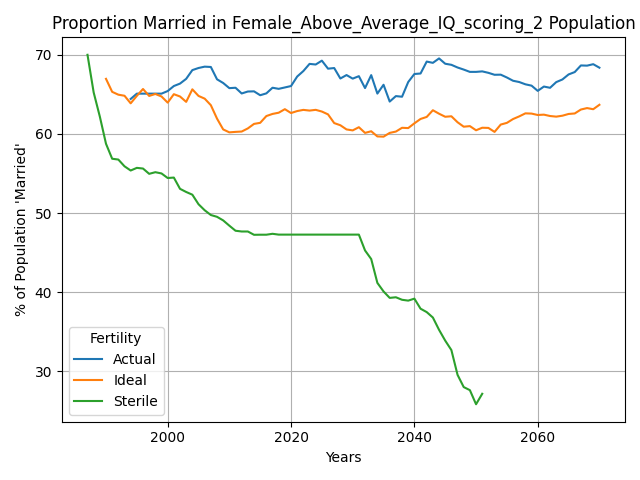 Proportion Married in Female_Above_Average_IQ_scoring_2 Population
% of Population 'Married'
70
60
50
40
30
Fertility
Actual
Ideal
Sterile
2000
2020
2040
2060
Years